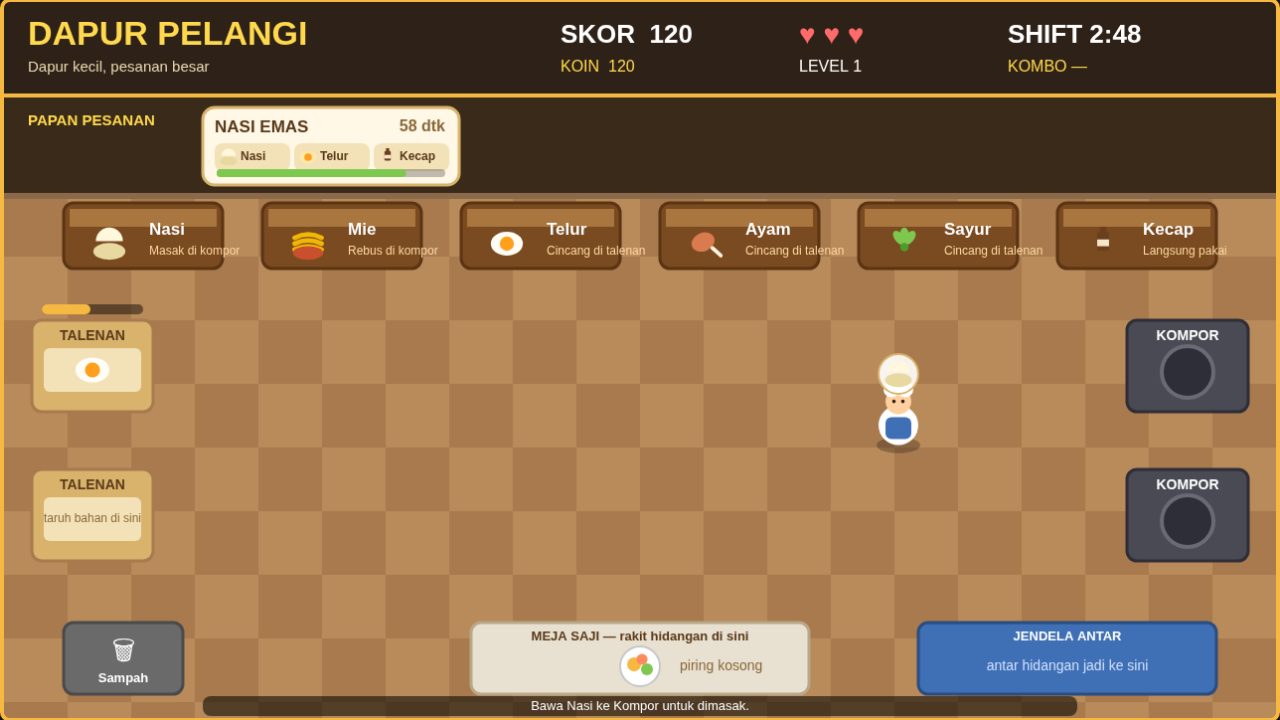 DAPUR PELANGI
Dapur kecil, pesanan besar
SKOR 120
KOIN 120
LEVEL 1
SHIFT 2:48
KOMBO —
PAPAN PESANAN
NASI EMAS 58 dtk
Nasi Telur Kecap
Nasi
Masak di kompor
Mie
Rebus di kompor
Telur
Cincang di talenan
Ayam
Cincang di talenan
Sayur
Cincang di talenan
Kecap
Langsung pakai
TALENAN
KOMPOR
TALENAN
taruh bahan di sini
KOMPOR
Sampah
MEJA SAJI — rakit hidangan di sini
piring kosong
JENDELA ANTAR
antar hidangan jadi ke sini
Bawa Nasi ke Kompor untuk dimasak.